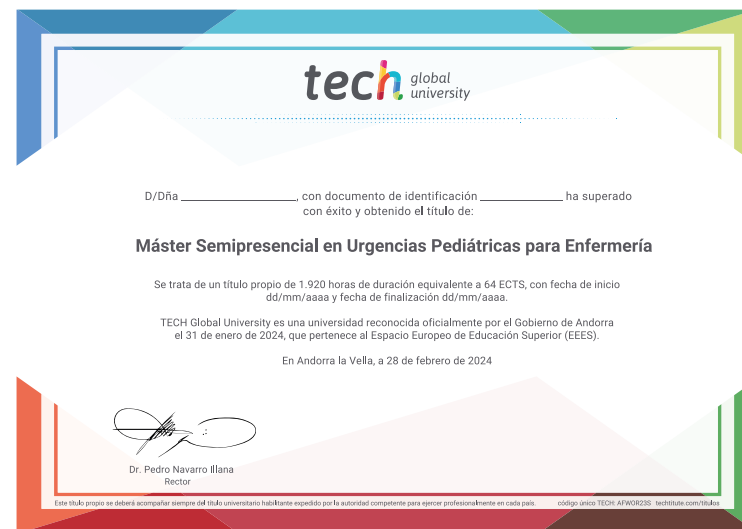 tech global university
D/Dña ____________________, con documento de identificación ______________ ha superado
con éxito y obtenido el título de:
Máster Semipresencial en Urgencias Pediátricas para Enfermería
Se trata de un título propio de 1.920 horas de duración equivalente a 64 ECTS, con fecha de inicio
dd/mm/aaaa y fecha de finalización dd/mm/aaaa.
TECH Global University es una universidad reconocida oficialmente por el Gobierno de Andorra
el 31 de enero de 2024, que pertenece al Espacio Europeo de Educación Superior (EEES).
En Andorra la Vella, a 28 de febrero de 2024
Dr. Pedro Navarro Illana
Rector
Este título propio se deberá acompañar siempre del título universitario habilitante expedido por la autoridad competente para ejercer profesionalmente en cada país. código único TECH: AFWOR23S techtitute.com/titulos